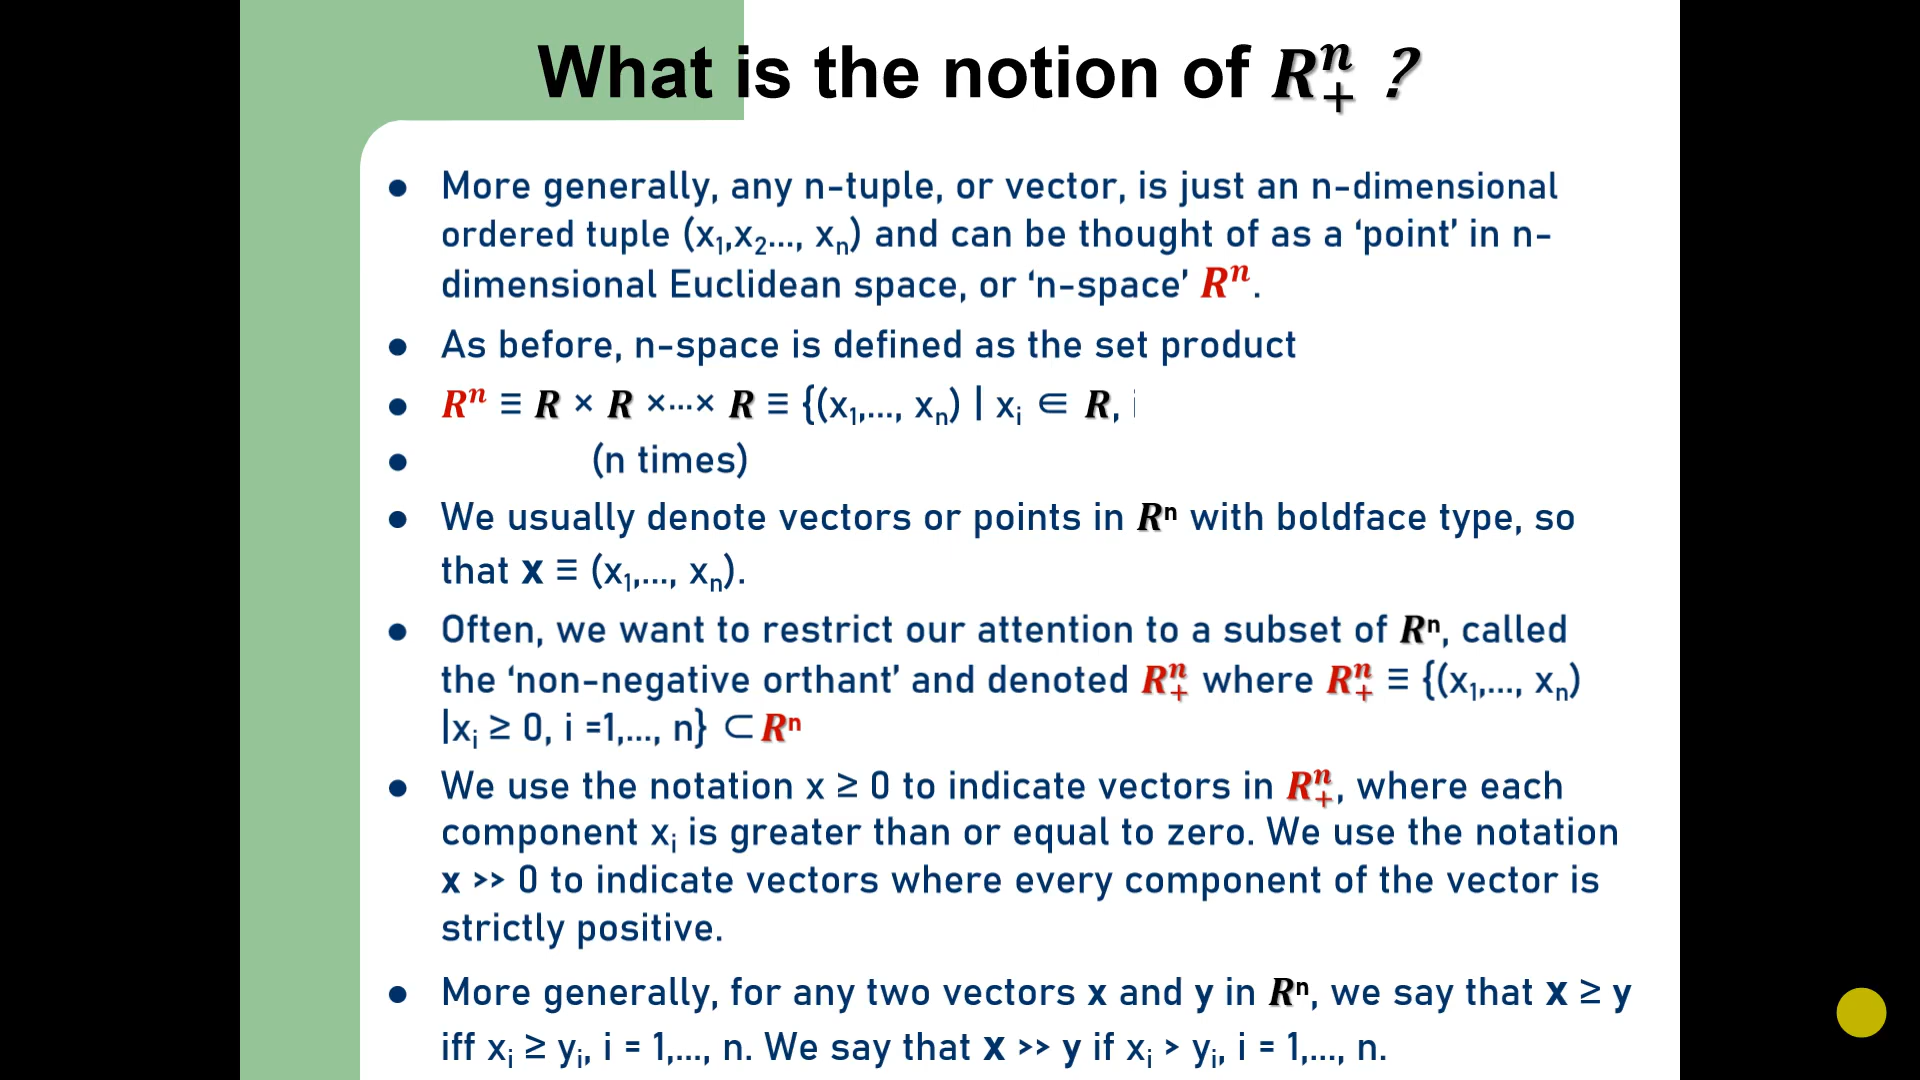 What is the notion of R₊ⁿ ?
• More generally, any n-tuple, or vector, is just an n-dimensional
ordered tuple (x₁,x₂..., xₙ) and can be thought of as a ‘point’ in n-
dimensional Euclidean space, or ‘n-space’ Rⁿ.
• As before, n-space is defined as the set product
• Rⁿ ≡ R × R ×···× R ≡ {(x₁,..., xₙ) | xᵢ ∈ R,
• (n times)
• We usually denote vectors or points in Rⁿ with boldface type, so
that x ≡ (x₁,..., xₙ).
• Often, we want to restrict our attention to a subset of Rⁿ, called
the ‘non-negative orthant’ and denoted R₊ⁿ where R₊ⁿ ≡ {(x₁,..., xₙ)
|xᵢ ≥ 0, i =1,..., n} ⊂ Rⁿ
• We use the notation x ≥ 0 to indicate vectors in R₊ⁿ, where each
component xᵢ is greater than or equal to zero. We use the notation
x >> 0 to indicate vectors where every component of the vector is
strictly positive.
• More generally, for any two vectors x and y in Rⁿ, we say that x ≥ y
iff xᵢ ≥ yᵢ, i = 1,..., n. We say that x >> y if xᵢ > yᵢ, i = 1,..., n.